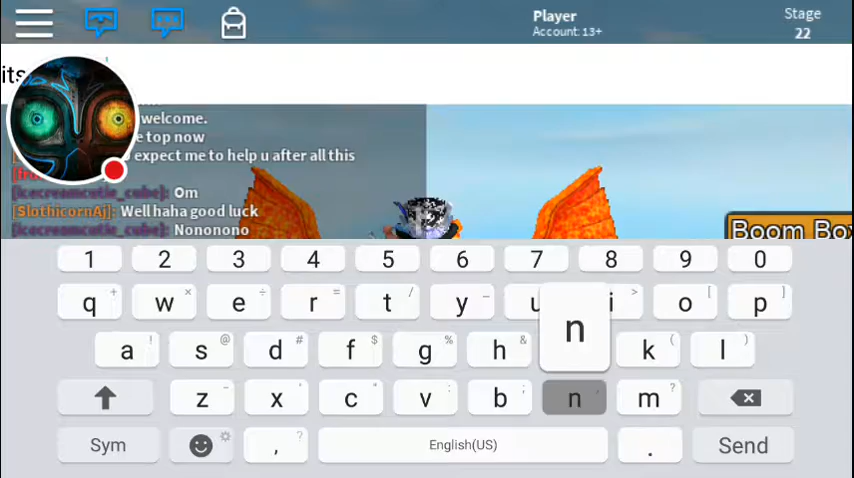 Player
Account: 13+
Stage
22
its
welcome.
e top now
expect me to help u after all this
[icecreamcutie_cube]: Om
[SlothicornAj]: Well haha good luck
[icecreamcutie_cube]: Nonononono
Boom Box
1 2 3 4 5 6 7 8 9 0
q w e r t y u i o p
n
a s d f g h k l
z x c v b n m
Sym , English(US) . Send